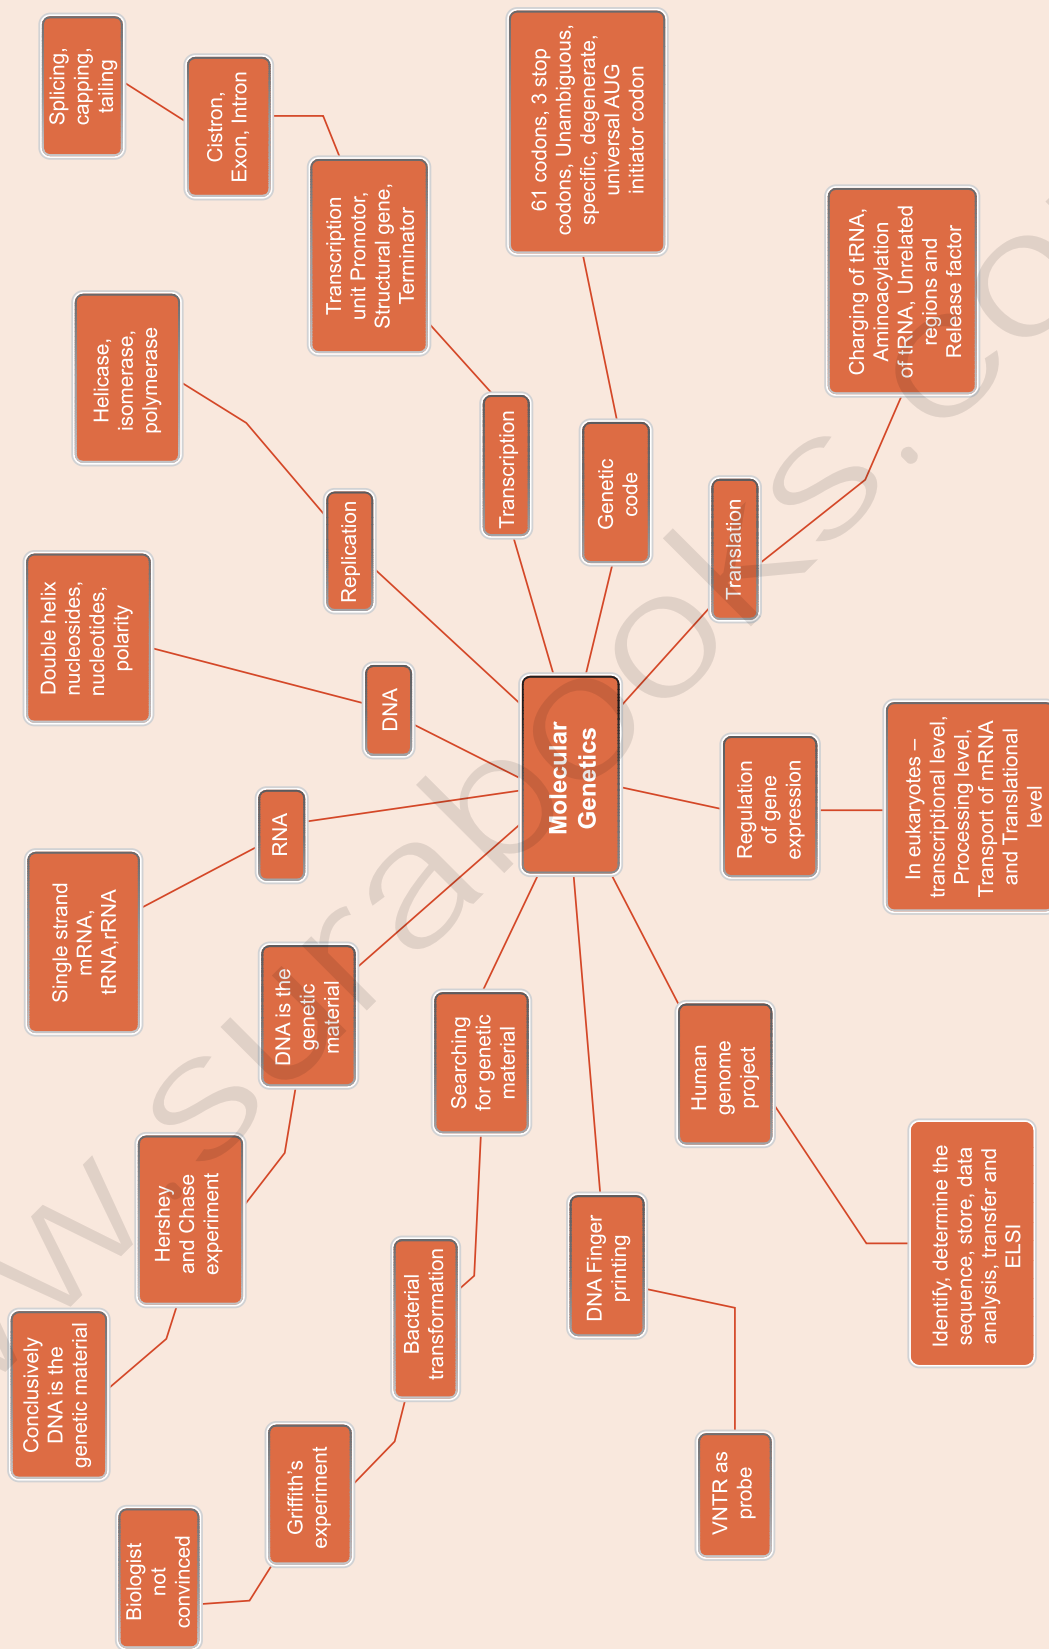 Molecular
Genetics
Biologist
not
convinced
Griffith's
experiment
Bacterial
transformation
Searching
for genetic
material
Conclusively
DNA is the
genetic material
Hershey
and Chase
experiment
DNA is the
genetic
material
Single strand
mRNA,
tRNA,rRNA
RNA
Double helix
nucleosides,
nucleotides,
polarity
DNA
Helicase,
isomerase,
polymerase
Replication
Splicing,
capping,
tailing
Cistron,
Exon, Intron
Transcription
unit Promotor,
Structural gene,
Terminator
Transcription
61 codons, 3 stop
codons, Unambiguous,
specific, degenerate,
universal AUG
initiator codon
Genetic
code
Translation
Charging of tRNA,
Aminoacylation
of tRNA, Unrelated
regions and
Release factor
Regulation
of gene
expression
In eukaryotes –
transcriptional level,
Processing level,
Transport of mRNA
and Translational
level
Human
genome
project
Identify, determine the
sequence, store, data
analysis, transfer and
ELSI
DNA Finger
printing
VNTR as
probe
w.surabooks.co